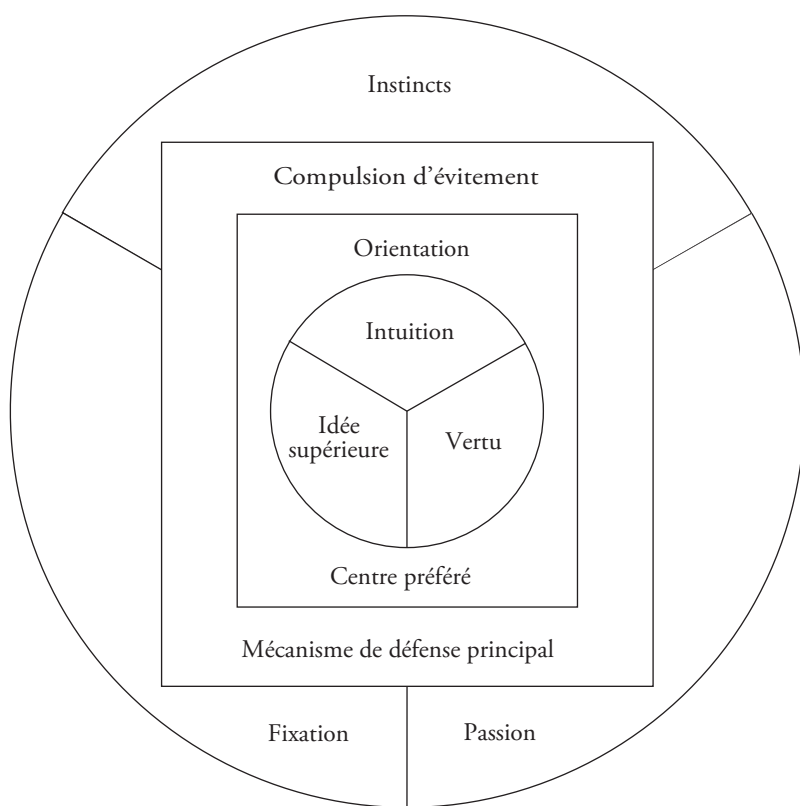 Instincts
Compulsion d'évitement
Orientation
Intuition
Idée
supérieure
Vertu
Centre préféré
Mécanisme de défense principal
Fixation
Passion